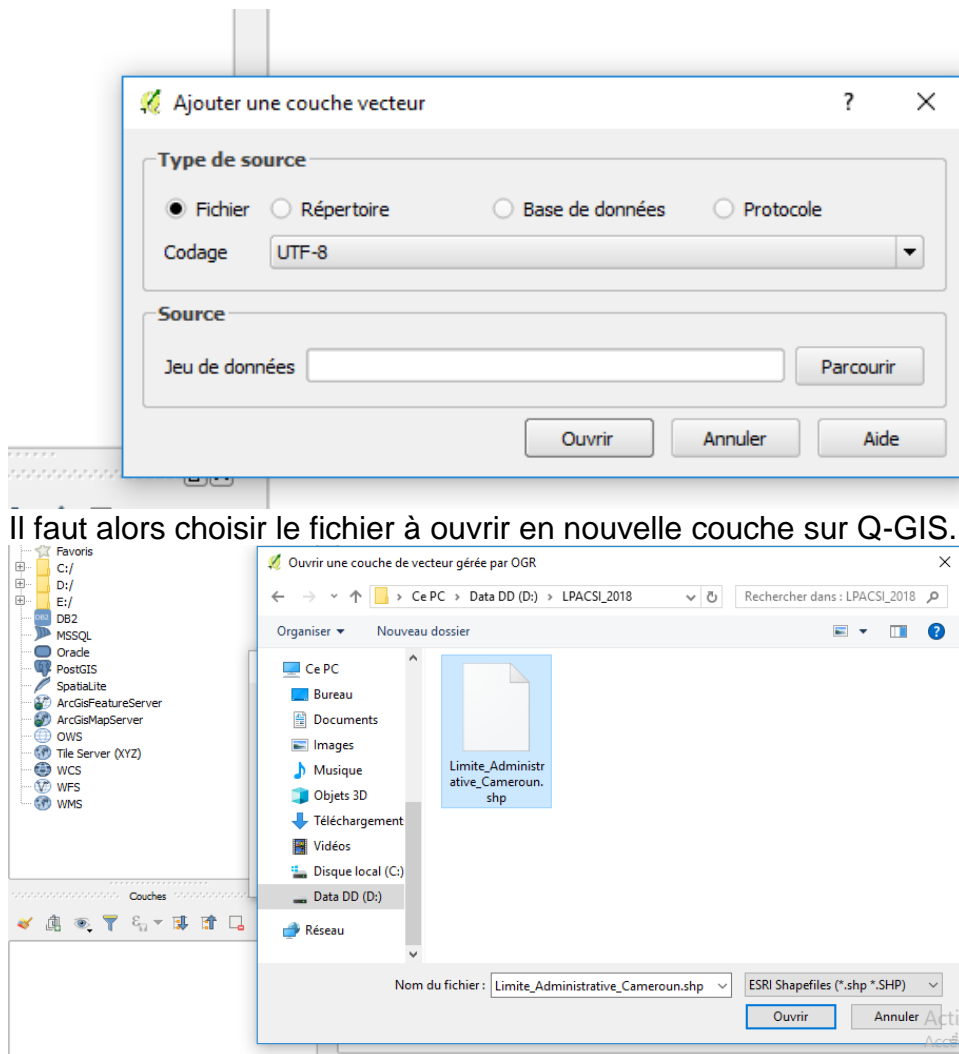 Ajouter une couche vecteur ?
Type de source
Fichier Répertoire Base de données Protocole
Codage UTF-8
Source
Jeu de données Parcourir
Ouvrir Annuler Aide
Il faut alors choisir le fichier à ouvrir en nouvelle couche sur Q-GIS.
Favoris
C:/
D:/
E:/
DB2
MSSQL
Oracle
PostGIS
SpatiaLite
ArcGisFeatureServer
ArcGisMapServer
OWS
Tile Server (XYZ)
WCS
WFS
WMS
Couches
Ouvrir une couche de vecteur gérée par OGR
Ce PC > Data DD (D:) > LPACSI_2018 Rechercher dans : LPACSI_2018
Organiser Nouveau dossier
Ce PC
Bureau
Documents
Images
Musique
Objets 3D
Téléchargement
Vidéos
Disque local (C:)
Data DD (D:)
Réseau
Limite_Administr
ative_Cameroun.
shp
Nom du fichier : Limite_Administrative_Cameroun.shp ESRI Shapefiles (*.shp *.SHP)
Ouvrir Annuler
Acti